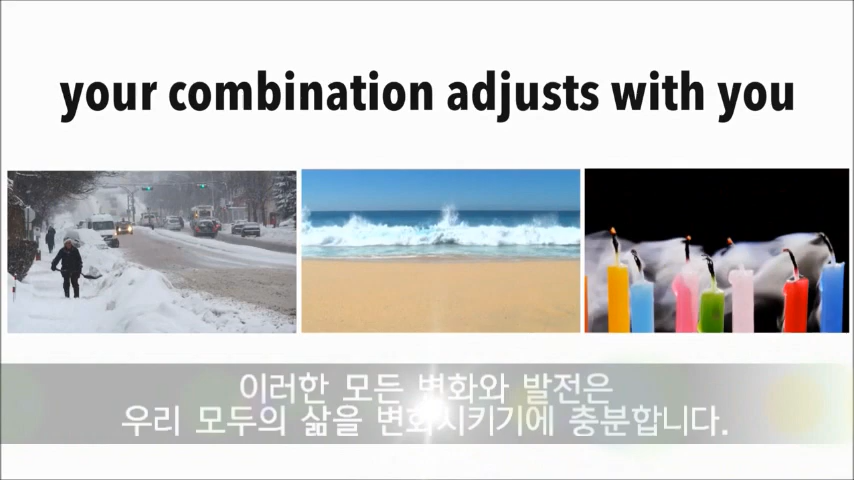 your combination adjusts with you
이러한 모든 변화와 발전은
우리 모두의 삶을 변화시키기에 충분합니다.